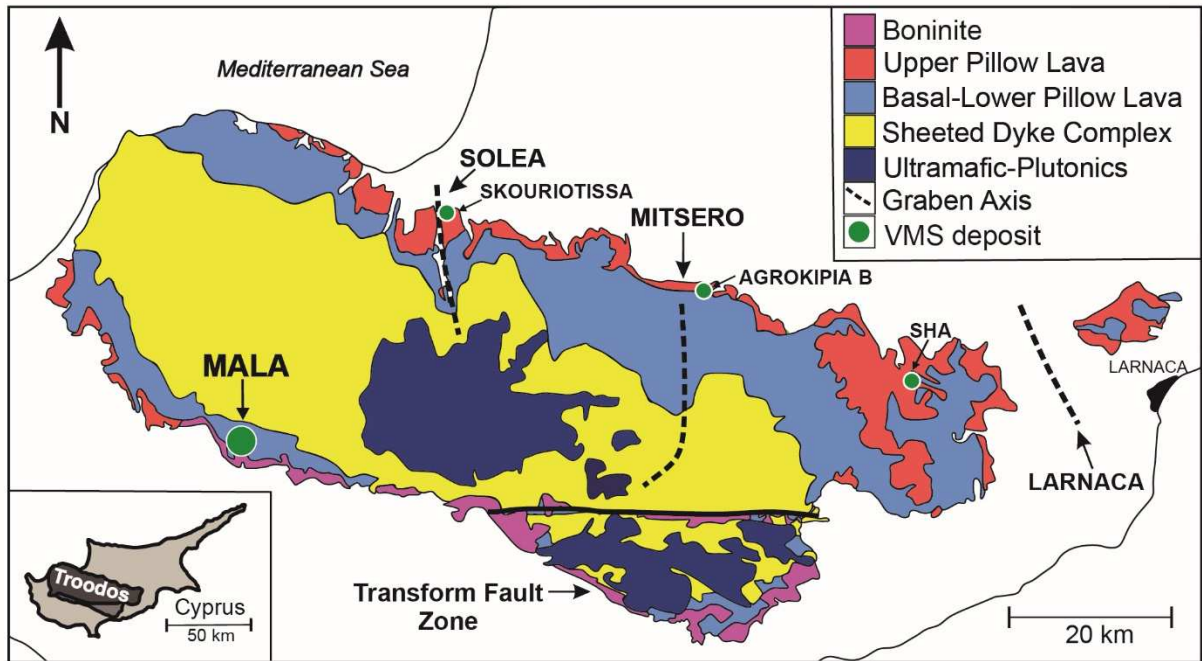 N
Mediterranean Sea
Boninite
Upper Pillow Lava
Basal-Lower Pillow Lava
Sheeted Dyke Complex
Ultramafic-Plutonics
Graben Axis
VMS deposit
SOLEA
SKOURIOTISSA
MITSERO
AGROKIPIA B
SHA
LARNACA
MALA
LARNACA
Transform Fault
Zone
Troodos
Cyprus
50 km
20 km